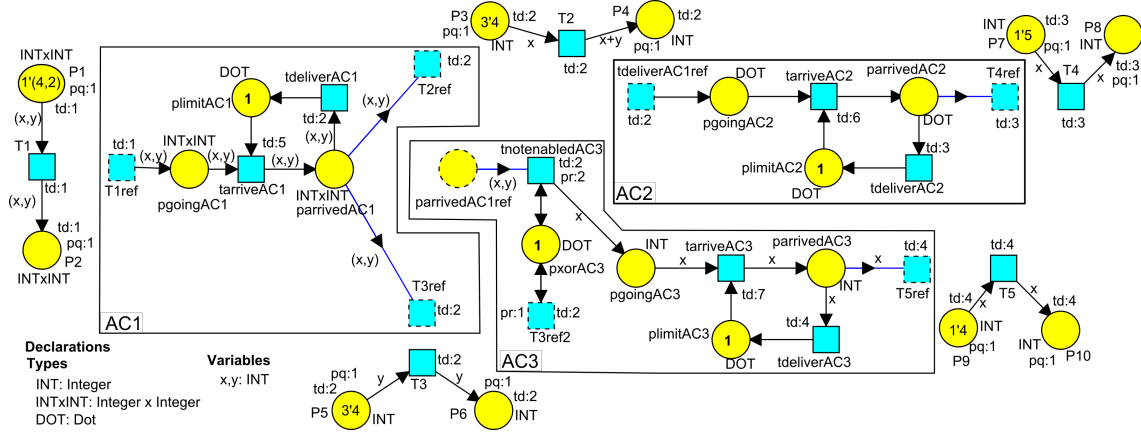 INTxINT
1'(4,2)
P1
pq:1
td:1
(x,y)
T1
td:1
(x,y)
td:1
pq:1
P2
INTxINT
AC1
td:1
T1ref
(x,y)
INTxINT
pgoingAC1
(x,y)
DOT
plimitAC1
1
td:5
tarriveAC1
(x,y)
tdeliverAC1
td:2
(x,y)
INTxINT
parrivedAC1
(x,y)
td:2
T2ref
(x,y)
T3ref
td:2
P3
pq:1
3'4
td:2
INT
x
T2
td:2
x+y
P4
td:2
pq:1
INT
AC2
tdeliverAC1ref
td:2
DOT
pgoingAC2
tarriveAC2
td:6
parrivedAC2
DOT
T4ref
td:3
plimitAC2
1
DOT
td:3
tdeliverAC2
INT
P7
1'5
td:3
pq:1
x
T4
td:3
x
P8
INT
td:3
pq:1
AC3
parrivedAC1ref
(x,y)
tnotenabledAC3
td:2
pr:2
x
1
DOT
pxorAC3
pr:1
td:2
T3ref2
INT
pgoingAC3
x
tarriveAC3
td:7
x
parrivedAC3
INT
x
td:4
T5ref
plimitAC3
1
DOT
x
td:4
tdeliverAC3
td:4
1'4
INT
pq:1
P9
x
td:4
T5
x
td:4
INT
pq:1
P10
Declarations
Types
INT: Integer
INTxINT: Integer x Integer
DOT: Dot
Variables
x,y: INT
pq:1
td:2
P5
3'4
INT
y
td:2
T3
y
pq:1
td:2
P6
INT